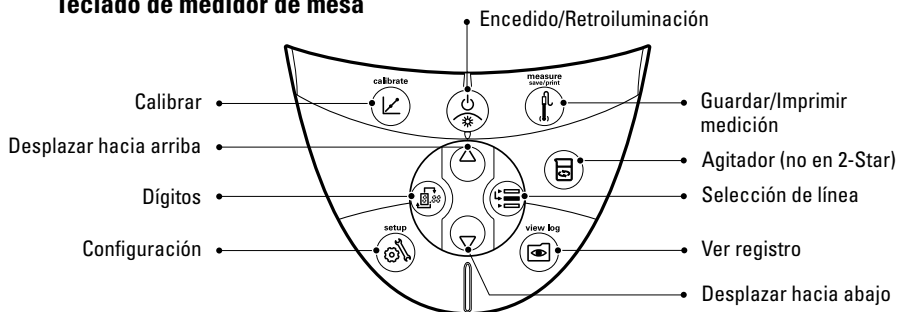 Teclado de medidor de mesa
Encedido/Retroiluminación
calibrate
measure
save/print
Calibrar
Guardar/Imprimir
medición
Desplazar hacia arriba
Agitador (no en 2-Star)
Dígitos
Selección de línea
setup
view log
Configuración
Ver registro
Desplazar hacia abajo